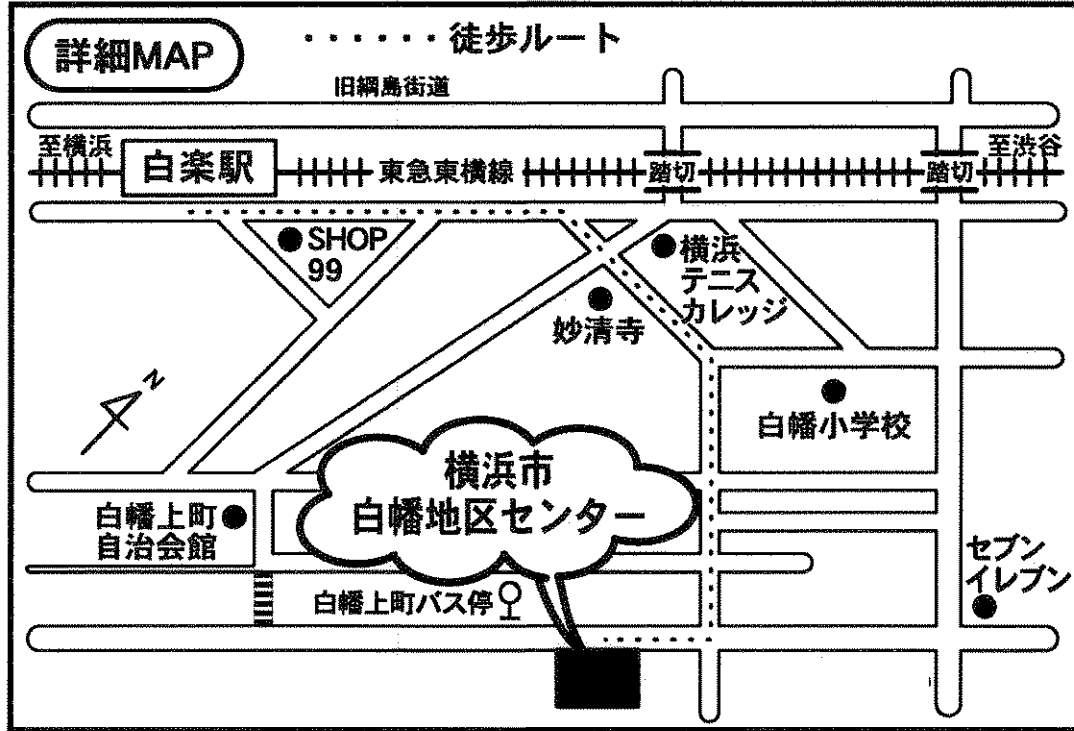 詳細MAP
・・・・・・徒歩ルート
旧綱島街道
至横浜
白楽駅
東急東横線
踏切
踏切
至渋谷
SHOP
99
横浜
テニス
カレッジ
妙清寺
N
白幡小学校
横浜市
白幡地区センター
白幡上町
自治会館
セブン
イレブン
白幡上町バス停